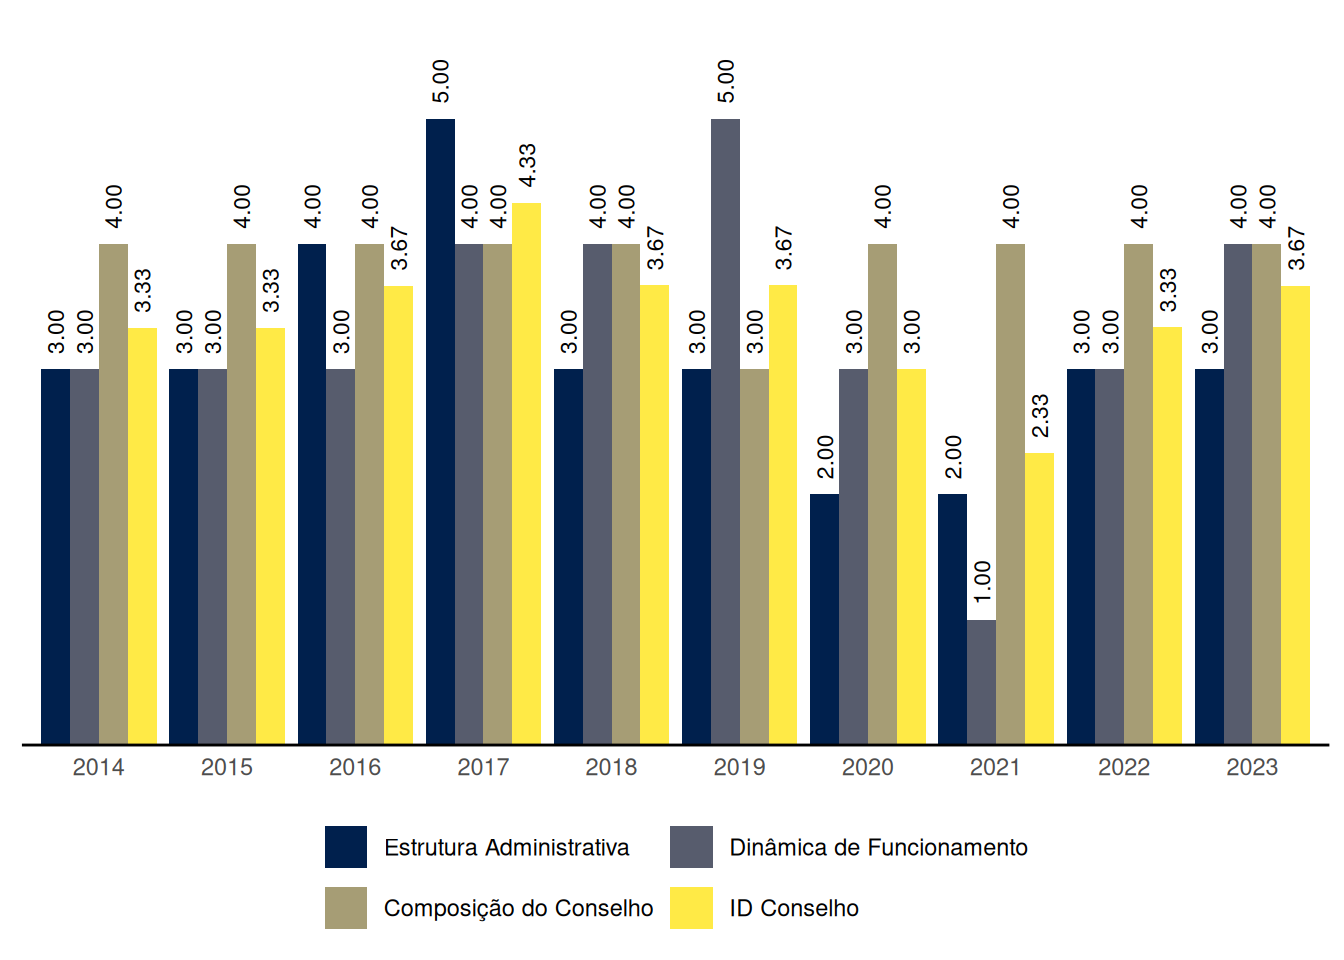 3.00 3.00 4.00 3.33 3.00 3.00 4.00 3.33 4.00 3.00 4.00 3.67 5.00 4.00 4.00 4.33 3.00 4.00 4.00 3.67 3.00 5.00 3.00 3.67 2.00 3.00 4.00 3.00 2.00 1.00 4.00 2.33 3.00 3.00 4.00 3.33 3.00 4.00 4.00 3.67
2014 2015 2016 2017 2018 2019 2020 2021 2022 2023
Estrutura Administrativa Dinâmica de Funcionamento
Composição do Conselho ID Conselho